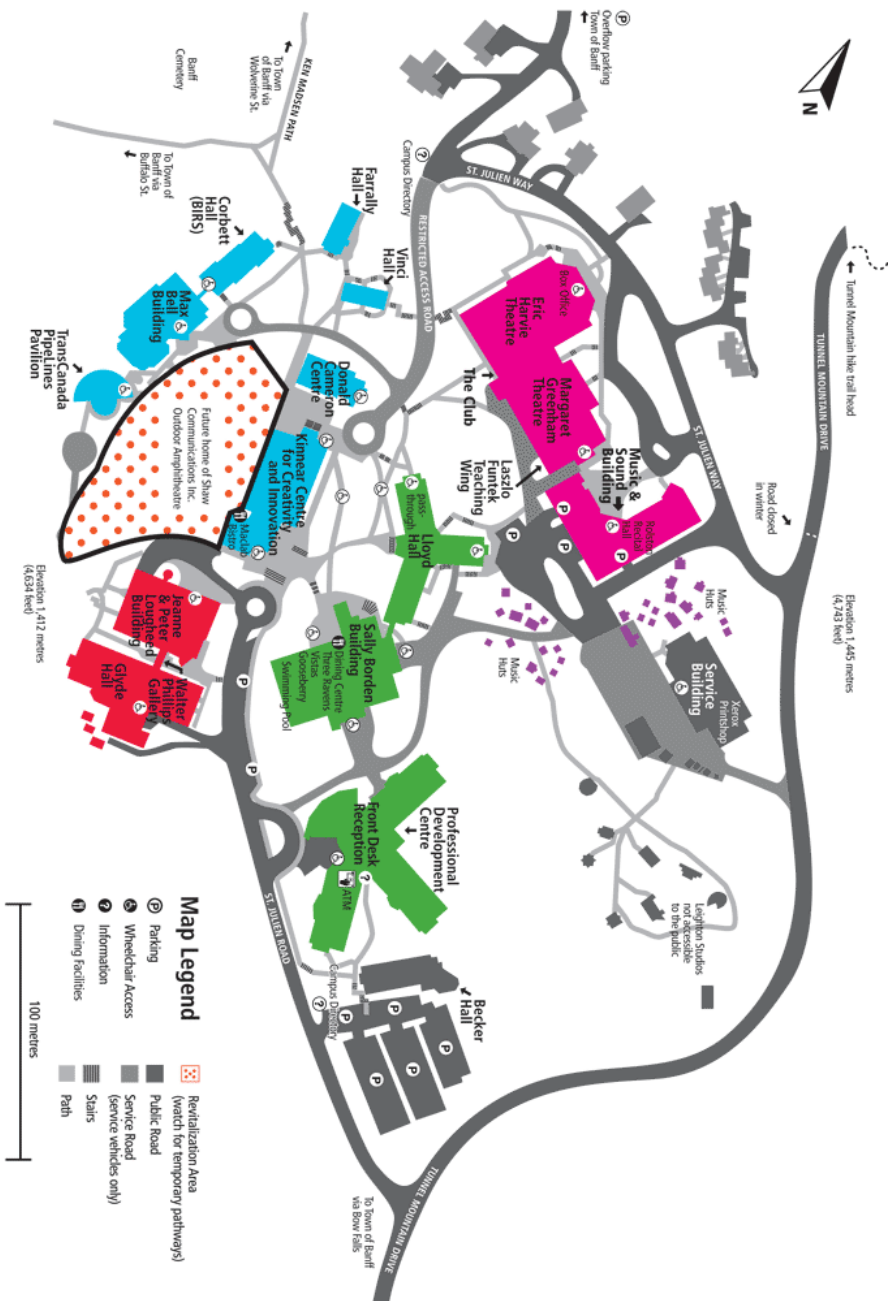 Overflow parking
Town of Banff
N
Tunnel Mountain hike trail head
TUNNEL MOUNTAIN DRIVE
ST. JULIEN WAY
KEN MADSEN PATH
To Town
of Banff via
Wolverine St.
Banff
Cemetery
To Town of
Banff via
Buffalo St.
Campus Directory
RESTRICTED ACCESS ROAD
Farrally
Hall
Vinci
Hall
Corbett
Hall
(BIRS)
Max
Bell
Building
TransCanada
PipeLines
Pavilion
Box Office
Eric
Harvie
Theatre
Margaret
Greenham
Theatre
The Club
Laszlo
Funtek
Teaching
Wing
Music &
Sound
Building
Rolston
Recital
Hall
ST. JULIEN WAY
Road closed
in winter
Donald
Cameron
Centre
Kinnear Centre
for Creativity
and Innovation
Maclab
Bistro
Future home of Shaw
Communications Inc.
Outdoor Amphitheatre
pass-
through
Lloyd
Hall
Music
Huts
Music
Huts
Elevation 1,445 metres
(4,743 feet)
Elevation 1,412 metres
(4,634 feet)
Jeanne
& Peter
Lougheed
Building
Walter
Phillips
Gallery
Glyde
Hall
Sally Borden
Building
Dining Centre
Three Ravens
Vistas
Gooseberry
Swimming Pool
Service
Building
Xerox
Printshop
Professional
Development
Centre
Front Desk
Reception
ATM
Leighton Studios
not accessible
to the public
ST. JULIEN ROAD
Campus Directory
Becker
Hall
TUNNEL MOUNTAIN DRIVE
To Town of Banff
via Bow Falls
Map Legend
P Parking
Wheelchair Access
? Information
Dining Facilities
Revitalization Area
(watch for temporary pathways)
Public Road
Service Road
(service vehicles only)
Stairs
Path
100 metres